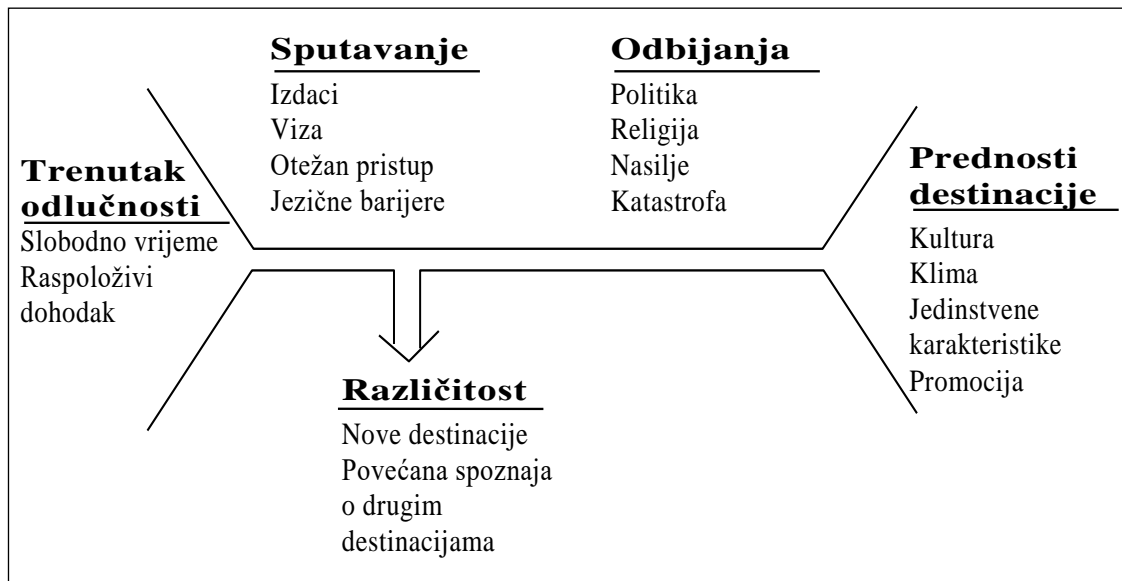 Sputavanje
Izdaci
Viza
Otežan pristup
Jezične barijere
Odbijanja
Politika
Religija
Nasilje
Katastrofa
Trenutak
odlučnosti
Slobodno vrijeme
Raspoloživi
dohodak
Prednosti
destinacije
Kultura
Klima
Jedinstvene
karakteristike
Promocija
Različitost
Nove destinacije
Povećana spoznaja
o drugim
destinacijama